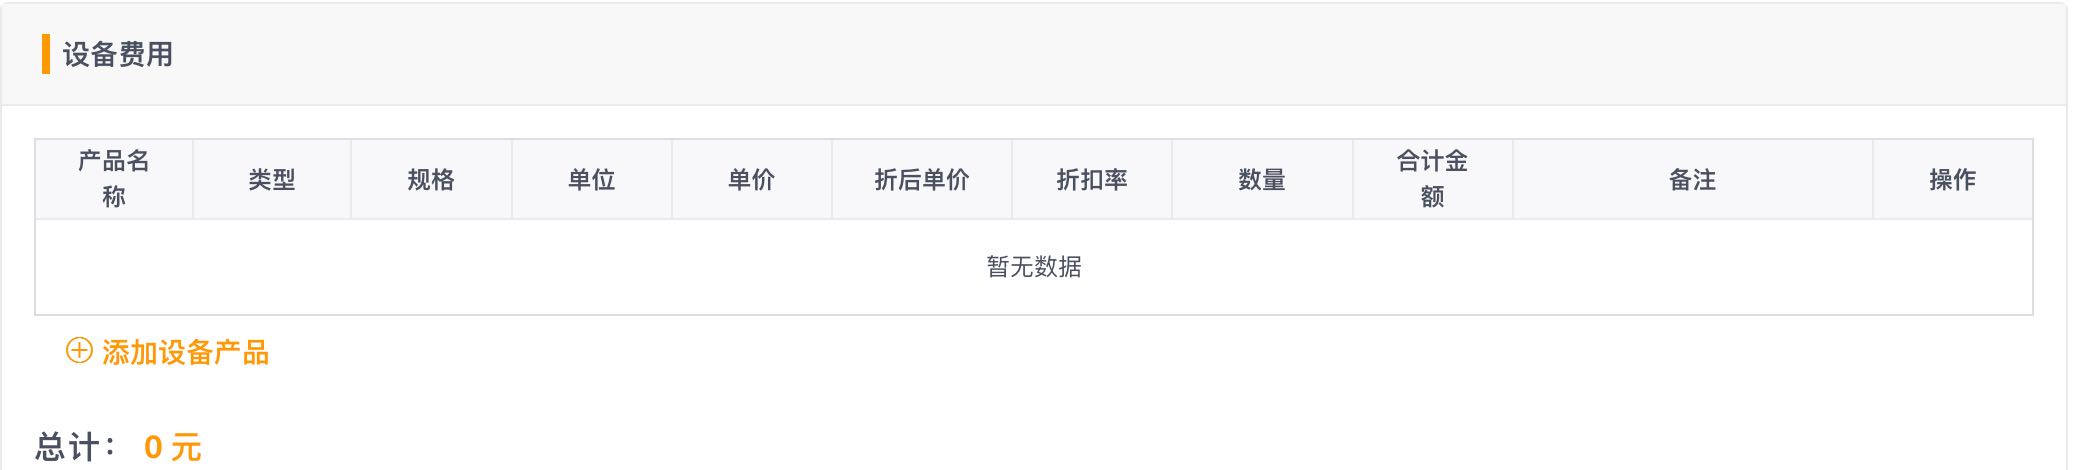 设备费用
产品名
称
类型
规格
单位
单价
折后单价
折扣率
数量
合计金
额
备注
操作
暂无数据
添加设备产品
总计： 0 元